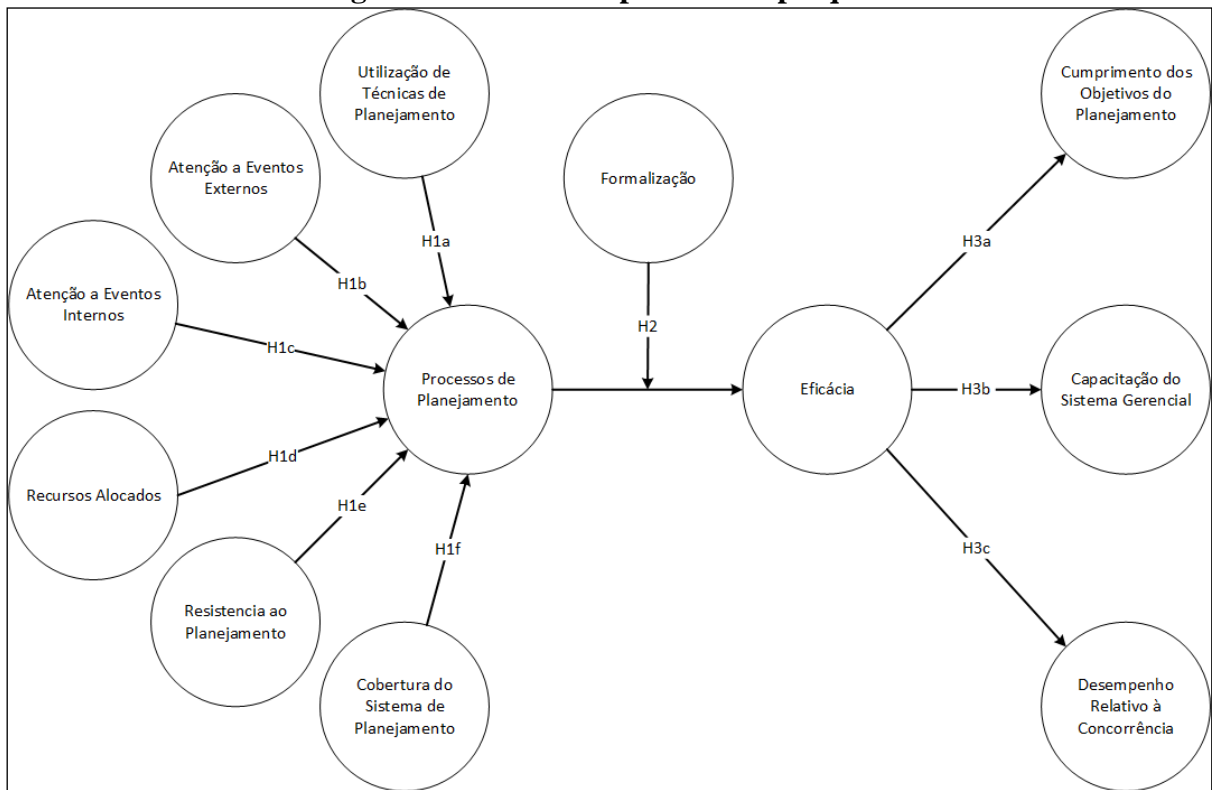 Utilização de
Técnicas de
Planejamento
Cumprimento dos
Objetivos do
Planejamento
Atenção a Eventos
Externos
Formalização
H1a
H3a
H1b
Atenção a Eventos
Internos
H1c
H2
Processos de
Planejamento
Eficácia
H3b
Capacitação do
Sistema Gerencial
H1d
Recursos Alocados
H1e
H1f
H3c
Resistencia ao
Planejamento
Cobertura do
Sistema de
Planejamento
Desempenho
Relativo à
Concorrência